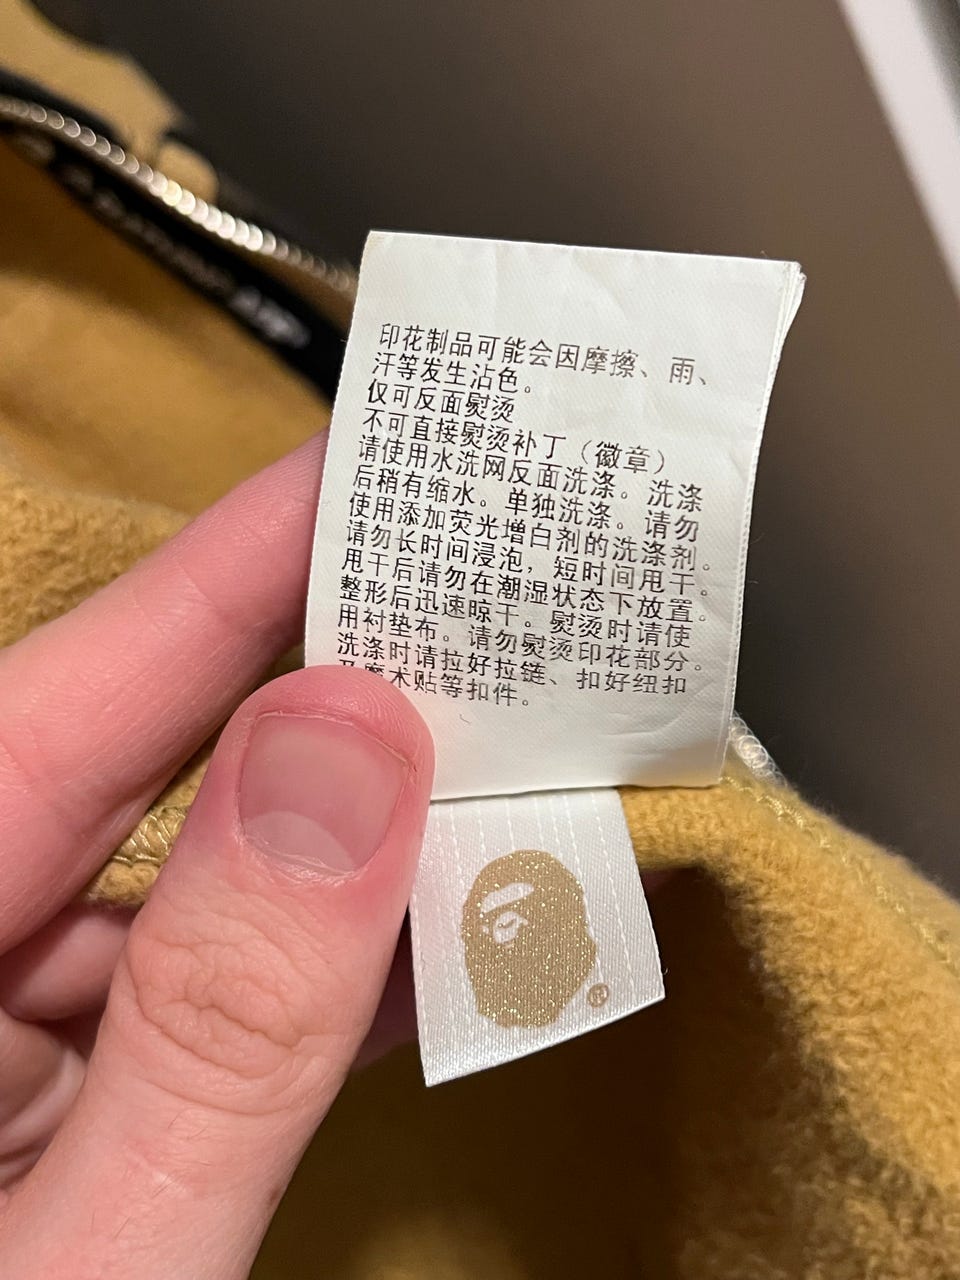 印花制品可能会因摩擦、雨、
汗等发生沾色。
仅可反面熨烫
不可直接熨烫补丁（徽章）
请使用水洗网反面洗涤。洗涤
后稍有缩水。单独洗涤。请勿
使用添加荧光增白剂的洗涤剂。
请勿长时间浸泡，短时间甩干。
甩干后请勿在潮湿状态下放置。
整形后迅速晾干。熨烫时请使
用衬垫布。请勿熨烫印花部分。
洗涤时请拉好拉链、扣好纽扣
及魔术贴等扣件。
®